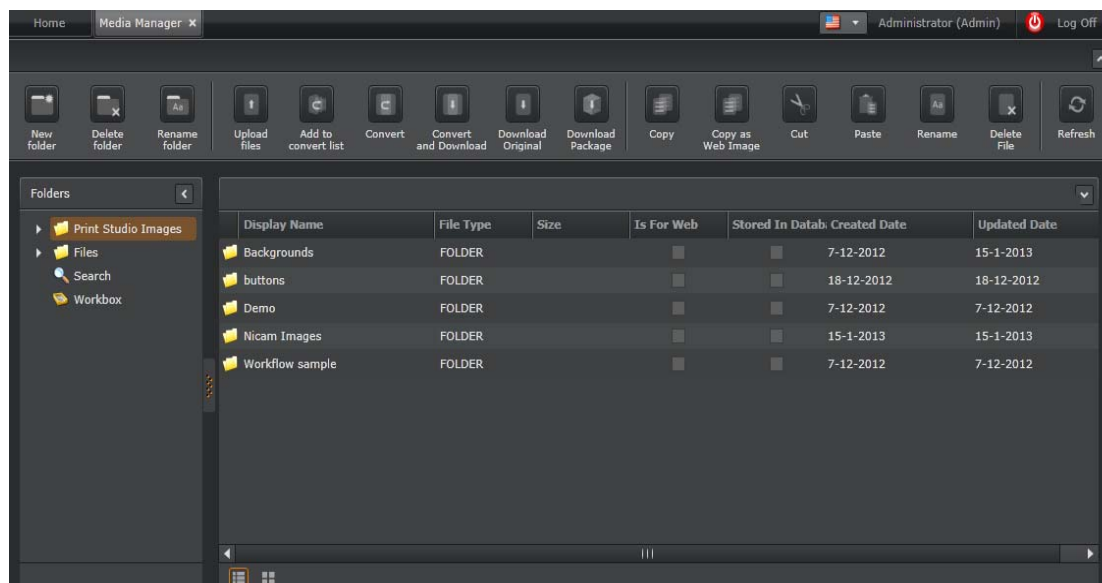 Home Media Manager x Administrator (Admin) Log Off
New folder Delete folder Rename folder Upload files Add to convert list Convert Convert and Download Download Original Download Package Copy Copy as Web Image Cut Paste Rename Delete File Refresh
Folders
Print Studio Images
Files
Search
Workbox
Display Name File Type Size Is For Web Stored In Datab Created Date Updated Date
Backgrounds FOLDER 7-12-2012 15-1-2013
buttons FOLDER 18-12-2012 18-12-2012
Demo FOLDER 7-12-2012 7-12-2012
Nicam Images FOLDER 15-1-2013 15-1-2013
Workflow sample FOLDER 7-12-2012 7-12-2012